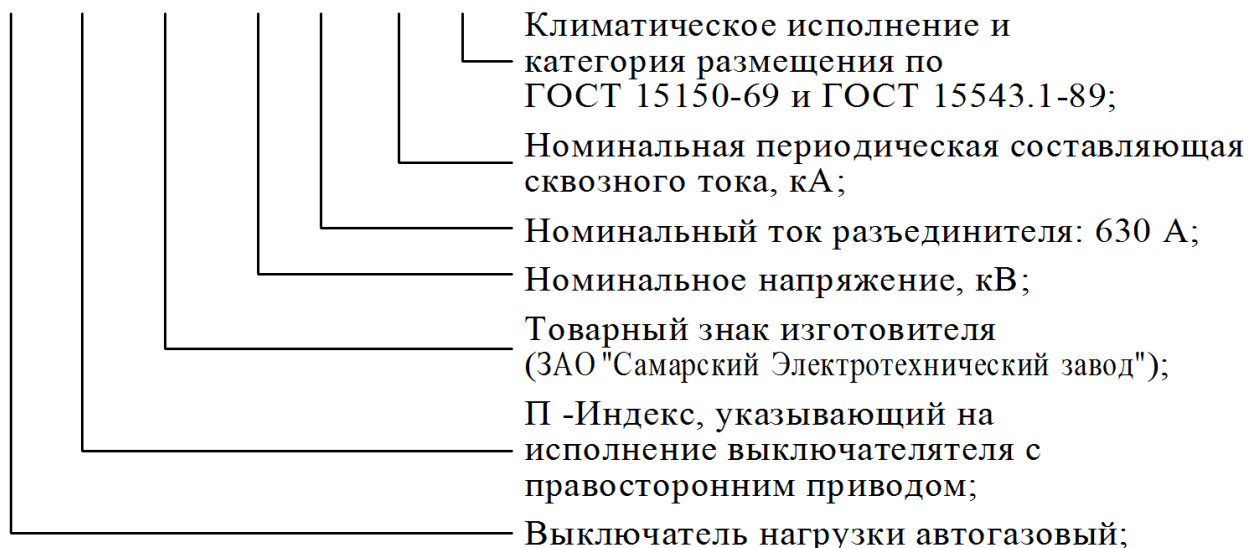 Климатическое исполнение и
категория размещения по
ГОСТ 15150-69 и ГОСТ 15543.1-89;
Номинальная периодическая составляющая
сквозного тока, кА;
Номинальный ток разъединителя: 630 А;
Номинальное напряжение, кВ;
Товарный знак изготовителя
(ЗАО "Самарский Электротехнический завод");
П -Индекс, указывающий на
исполнение выключателятеля с
правосторонним приводом;
Выключатель нагрузки автогазовый;